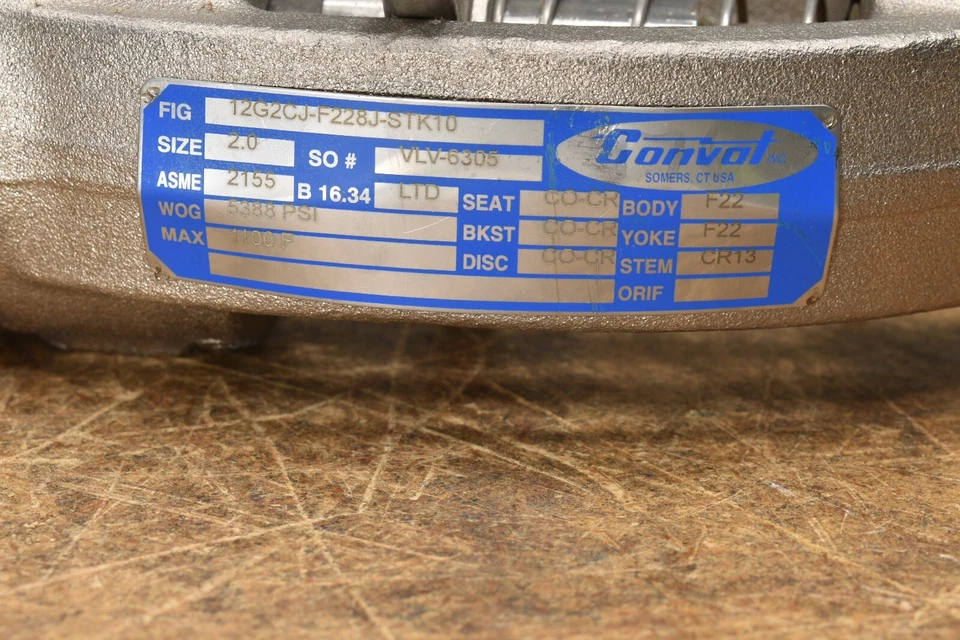 FIG 12G2CJ-F228J-STK10
SIZE 2.0 SO # VLV-6305
Conval INC.
SOMERS, CT USA
ASME 2155 B 16.34 LTD
WOG 5388 PSI
MAX 1100 F
SEAT CO-CR BODY F22
BKST CO-CR YOKE F22
DISC CO-CR STEM CR13
ORIF